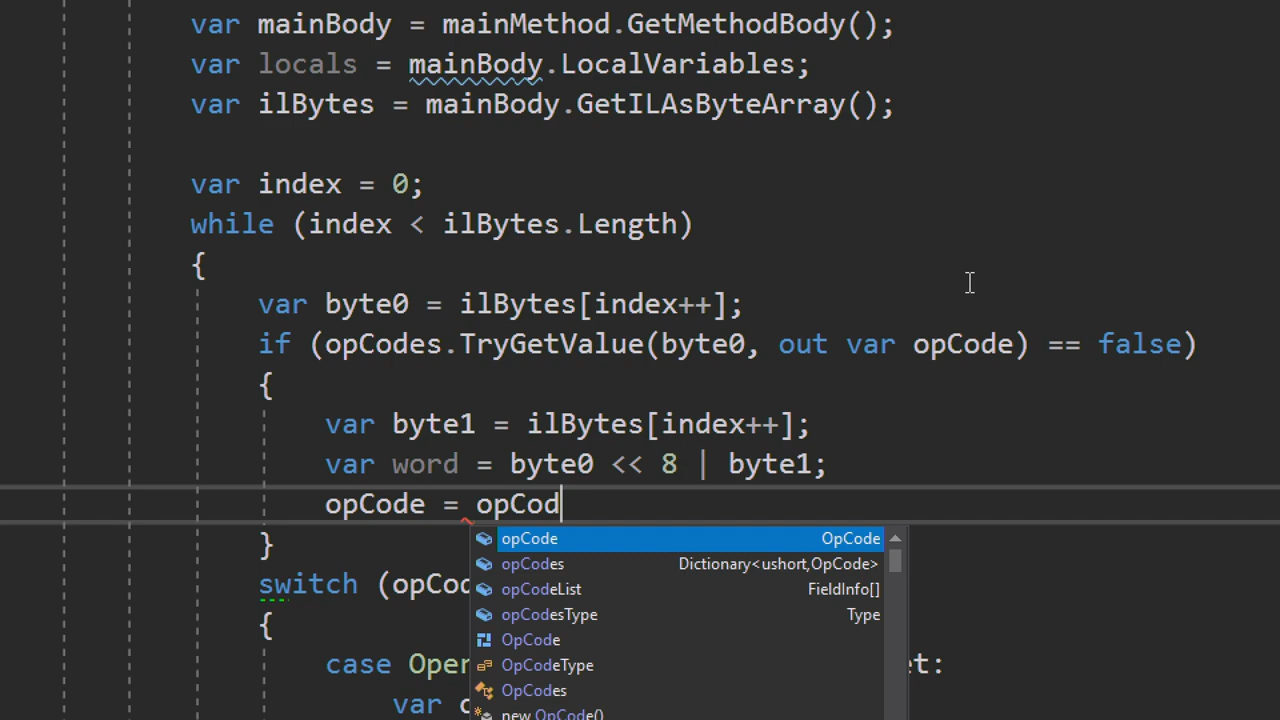 var mainBody = mainMethod.GetMethodBody();
var locals = mainBody.LocalVariables;
var ilBytes = mainBody.GetILAsByteArray();
var index = 0;
while (index < ilBytes.Length)
{
var byte0 = ilBytes[index++];
if (opCodes.TryGetValue(byte0, out var opCode) == false)
{
var byte1 = ilBytes[index++];
var word = byte0 << 8 | byte1;
opCode = opCod
opCode OpCode
}
opCodes Dictionary<ushort,OpCode>
switch (opCod
opCodeList FieldInfo[]
opCodesType Type
{
OpCode
case Oper
OpCodeType
et:
OpCodes
var
new OpCode()